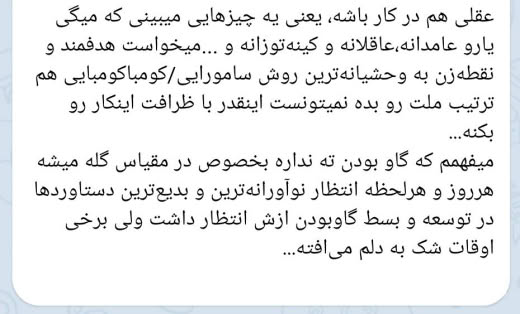 عقلی هم در کار باشه، یعنی یه چیزهایی میبینی که میگی
یارو عامدانه،عاقلانه و کینه‌توزانه و ...میخواست هدفمند و
نقطه‌زن به وحشیانه‌ترین روش سامورایی/کومباکومبایی هم
ترتیب ملت رو بده نمیتونست اینقدر با ظرافت اینکار رو
بکنه...
میفهمم که گاو بودن ته نداره بخصوص در مقیاس گله میشه
هرروز و هرلحظه انتظار نوآورانه‌ترین و بدیع‌ترین دستاوردها
در توسعه و بسط گاوبودن ازش انتظار داشت ولی برخی
اوقات شک به دلم می‌افته...